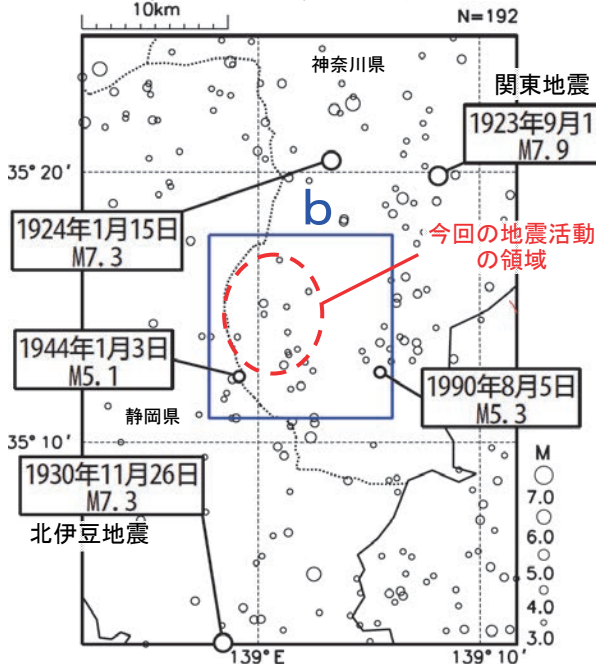 10km
N=192
神奈川県
関東地震
1923年9月1
M7.9
35°20′
b
1924年1月15日
M7.3
今回の地震活動
の領域
1944年1月3日
M5.1
1990年8月5日
M5.3
静岡県
35°10′
1930年11月26日
M7.3
北伊豆地震
M
7.0
6.0
5.0
4.0
3.0
139°E
139°10′